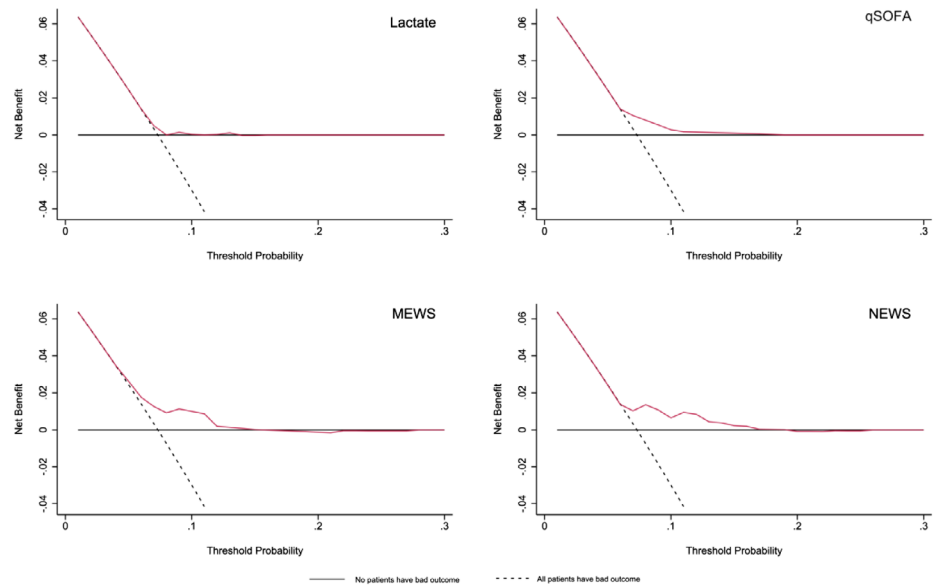 Lactate
Net Benefit
.06
.04
.02
0
-.02
-.04
0
.1
.2
.3
Threshold Probability
qSOFA
Net Benefit
.06
.04
.02
0
-.02
-.04
0
.1
.2
.3
Threshold Probability
MEWS
Net Benefit
.06
.04
.02
0
-.02
-.04
0
.1
.2
.3
Threshold Probability
NEWS
Net Benefit
.06
.04
.02
0
-.02
-.04
0
.1
.2
.3
Threshold Probability
No patients have bad outcome
All patients have bad outcome